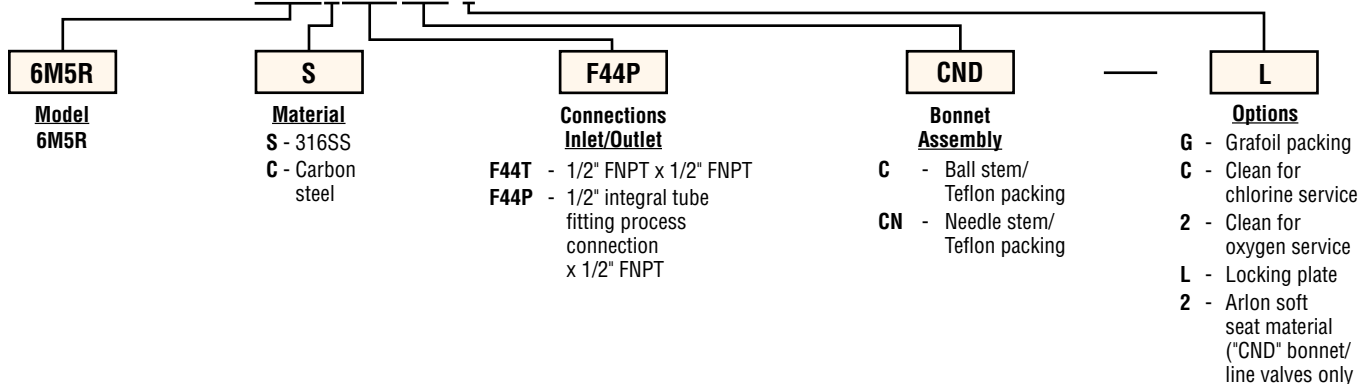 6M5R S F44P CND — L
Model
6M5R
Material
S - 316SS
C - Carbon
steel
Connections
Inlet/Outlet
F44T - 1/2" FNPT x 1/2" FNPT
F44P - 1/2" integral tube
fitting process
connection
x 1/2" FNPT
Bonnet
Assembly
C - Ball stem/
Teflon packing
CN - Needle stem/
Teflon packing
Options
G - Grafoil packing
C - Clean for
chlorine service
2 - Clean for
oxygen service
L - Locking plate
2 - Arlon soft
seat material
("CND" bonnet/
line valves only